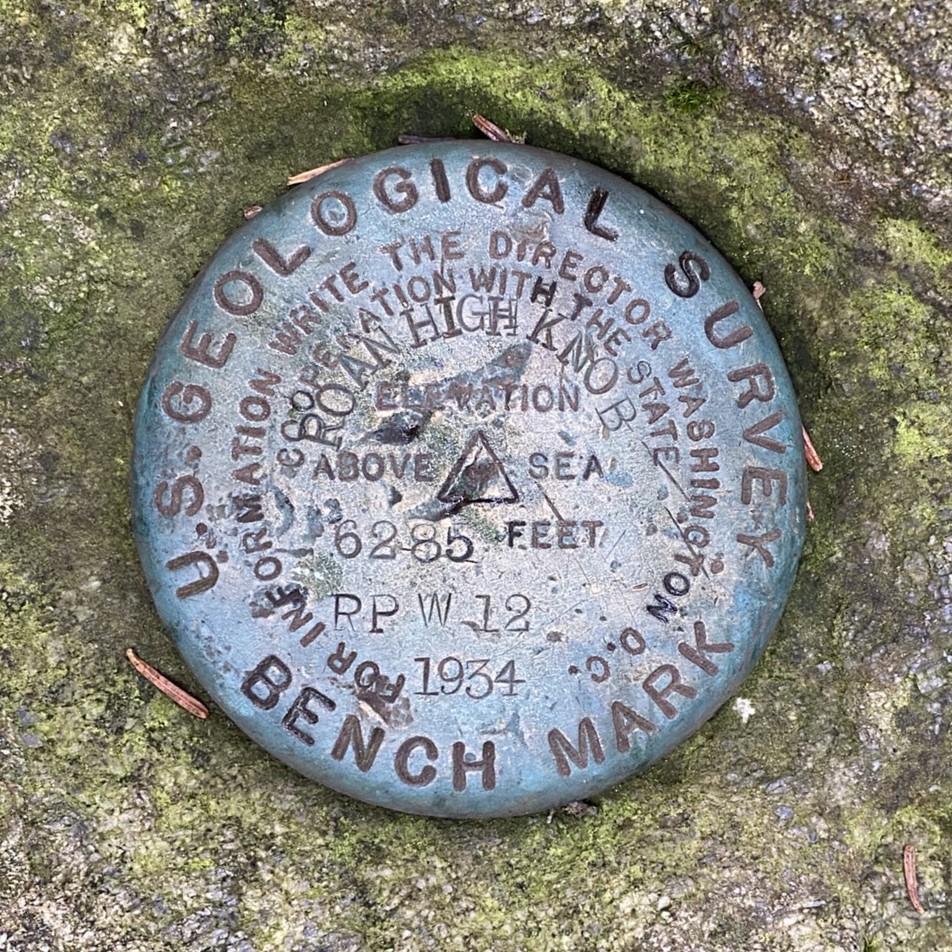 U.S. GEOLOGICAL SURVEY
FOR INFORMATION WRITE THE DIRECTOR WASHINGTON D.C.
COOPERATION WITH THE STATE
ROAN HIGH KNOB
ELEVATION
ABOVE SEA
6285 FEET
RP W 12
1934
BENCH MARK